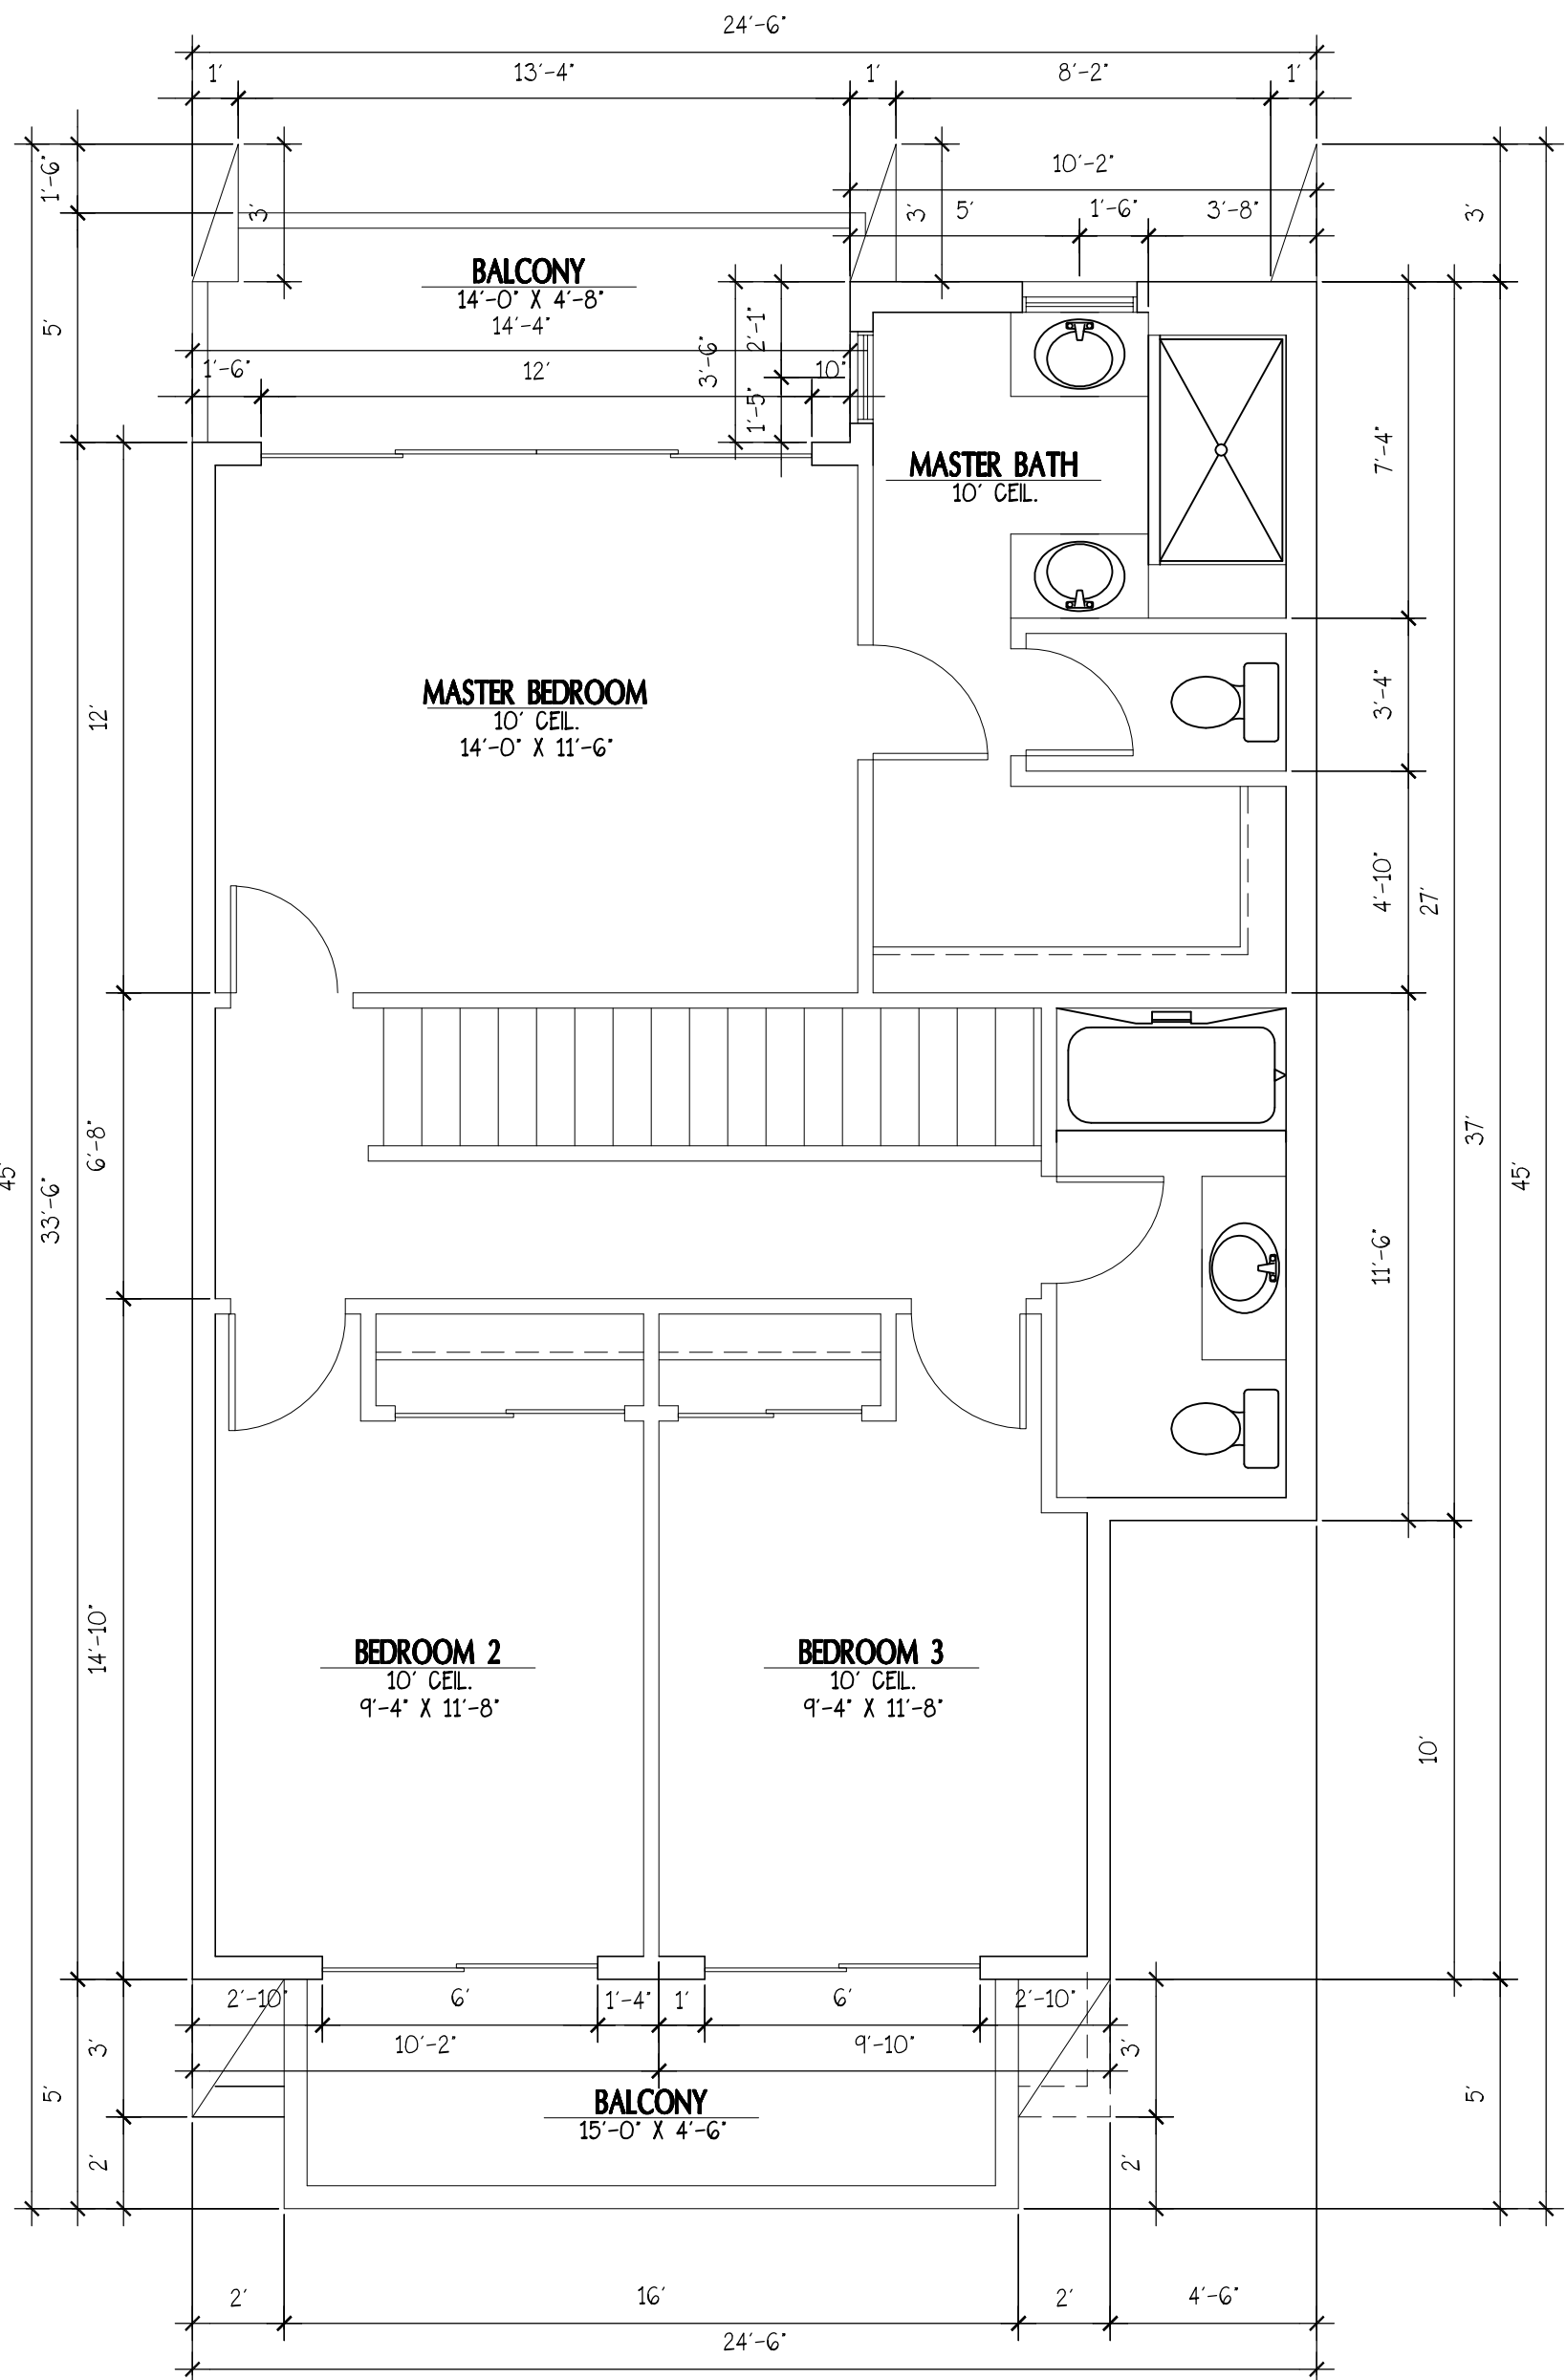 24'-6"
1' 13'-4" 1' 8'-2" 1'
10'-2"
1'-6" 3' 3' 5' 1'-6" 3'-8" 3'
BALCONY
14'-0" X 4'-8"
14'-4"
5' 1'-6" 12' 3'-6" 2'-1" 10" 1'-5"
MASTER BATH
10' CEIL.
7'-4"
MASTER BEDROOM
10' CEIL.
14'-0" X 11'-6"
12' 3'-4"
4'-10" 27'
6'-8" 37'
45' 33'-6" 45'
11'-6"
14'-10"
BEDROOM 2
10' CEIL.
9'-4" X 11'-8"
BEDROOM 3
10' CEIL.
9'-4" X 11'-8"
10'
2'-10" 6' 1'-4" 1' 6' 2'-10"
3' 10'-2" 9'-10" 3'
5' 5'
BALCONY
15'-0" X 4'-6"
2' 2'
2' 16' 2' 4'-6"
24'-6"